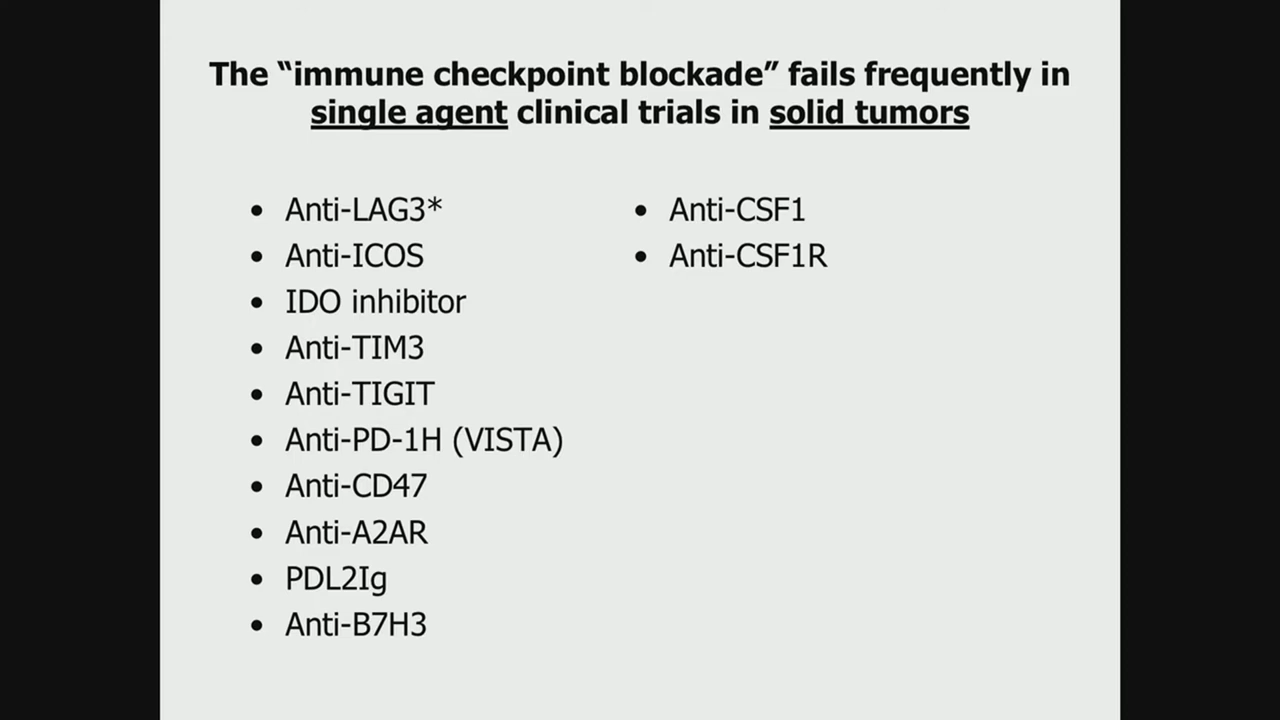 The “immune checkpoint blockade” fails frequently in
single agent clinical trials in solid tumors
• Anti-LAG3*
• Anti-ICOS
• IDO inhibitor
• Anti-TIM3
• Anti-TIGIT
• Anti-PD-1H (VISTA)
• Anti-CD47
• Anti-A2AR
• PDL2Ig
• Anti-B7H3
• Anti-CSF1
• Anti-CSF1R